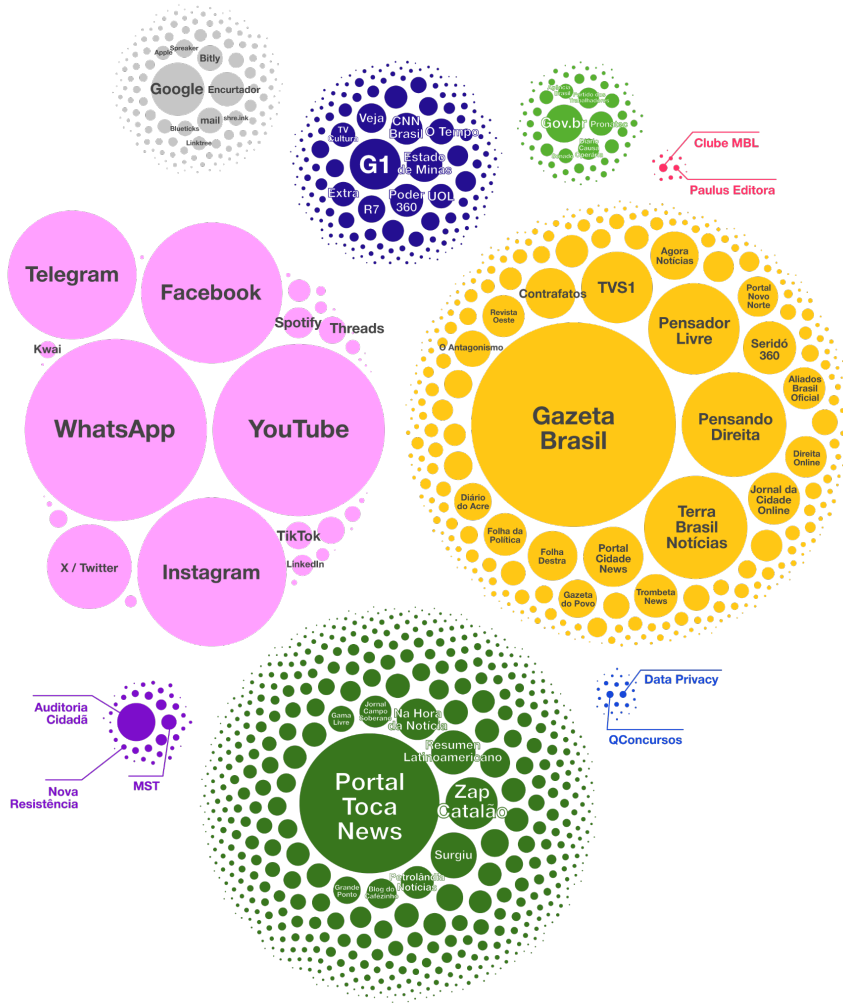 Spreaker
Apple
Bitly
Google
Encurtador
mail
shre.ink
Blueticks
Linktree
Veja
TV
Cultura
CNN
Brasil
O Tempo
G1
Estado
de Minas
Extra
Poder
360
UOL
R7
Agência
Brasil
Gov.br
Clube MBL
Paulus Editora
Telegram
Facebook
Spotify
Threads
Kwai
WhatsApp
YouTube
TikTok
X / Twitter
Instagram
LinkedIn
Agora
Notícias
Contrafatos
TVS1
Portal
Novo
Norte
Revista
Oeste
Pensador
Livre
O Antagonismo
Seridó
360
Aliados
Brasil
Oficial
Gazeta
Brasil
Pensando
Direita
Direita
Online
Diário
do Acre
Jornal da
Cidade
Online
Terra
Brasil
Notícias
Folha da
Política
Folha
Destra
Portal
Cidade
News
Gazeta
do Povo
Trombeta
News
Auditoria
Cidadã
Nova
Resistência
MST
Data Privacy
QConcursos
Jornal
Campo
Soberano
Gama
Livre
Na Hora
da Notícia
Resumen
Latinoamericano
Portal
Toca
News
Zap
Catalão
Surgiu
Petrolândia
Notícias
Grande
Ponto
Blog do
Cafézinho